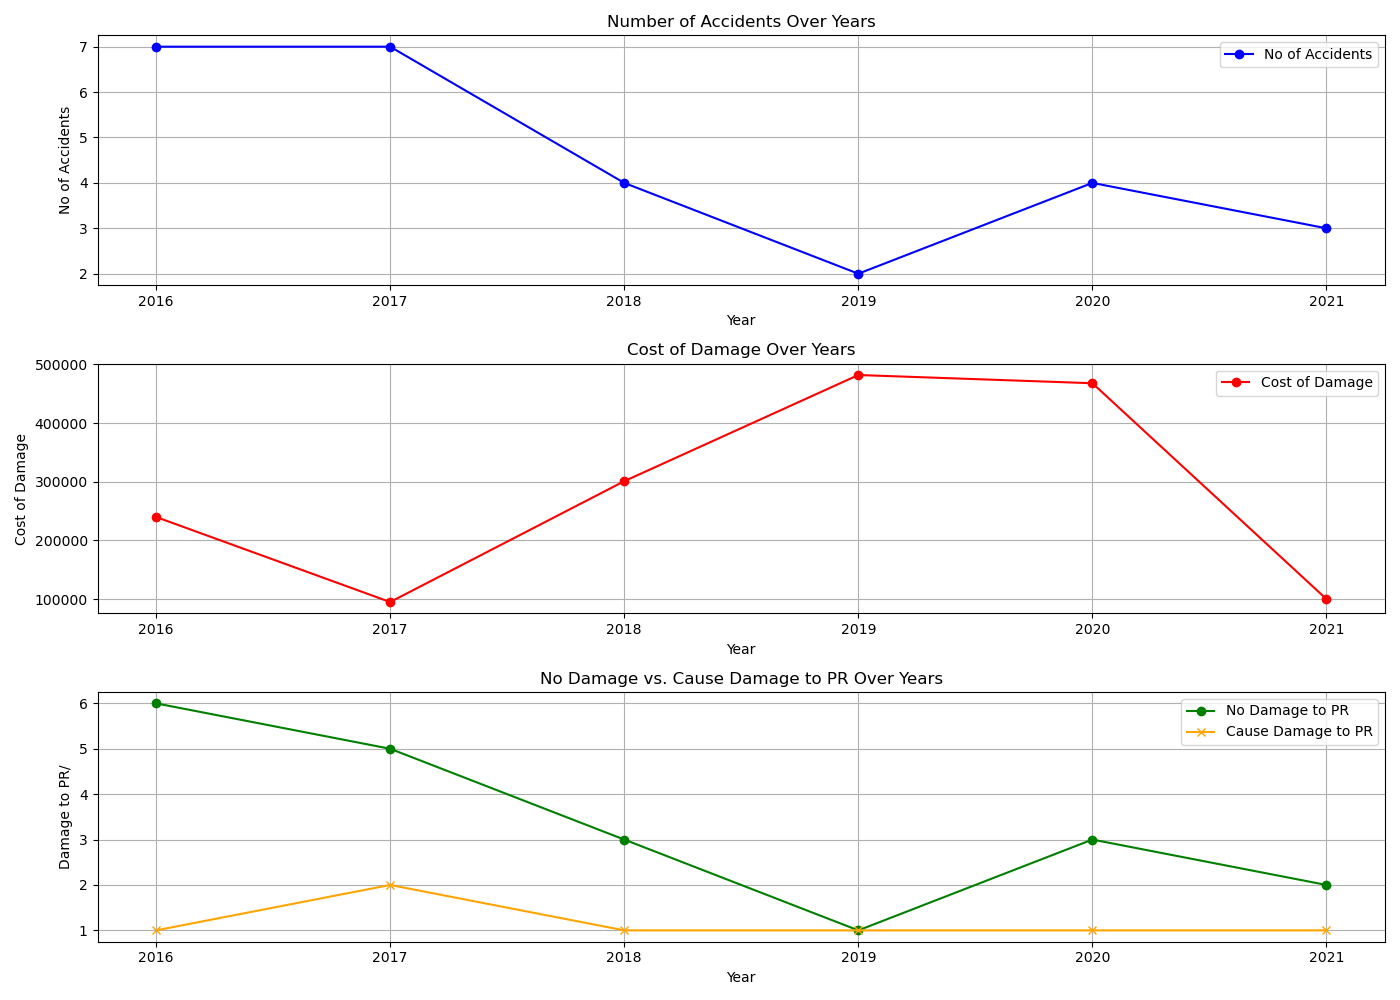 Number of Accidents Over Years
No of Accidents
7
6
5
4
3
2
No of Accidents
2016 2017 2018 2019 2020 2021
Year
Cost of Damage Over Years
Cost of Damage
500000
400000
300000
200000
100000
Cost of Damage
2016 2017 2018 2019 2020 2021
Year
No Damage vs. Cause Damage to PR Over Years
Damage to PR/
6
5
4
3
2
1
No Damage to PR
Cause Damage to PR
2016 2017 2018 2019 2020 2021
Year